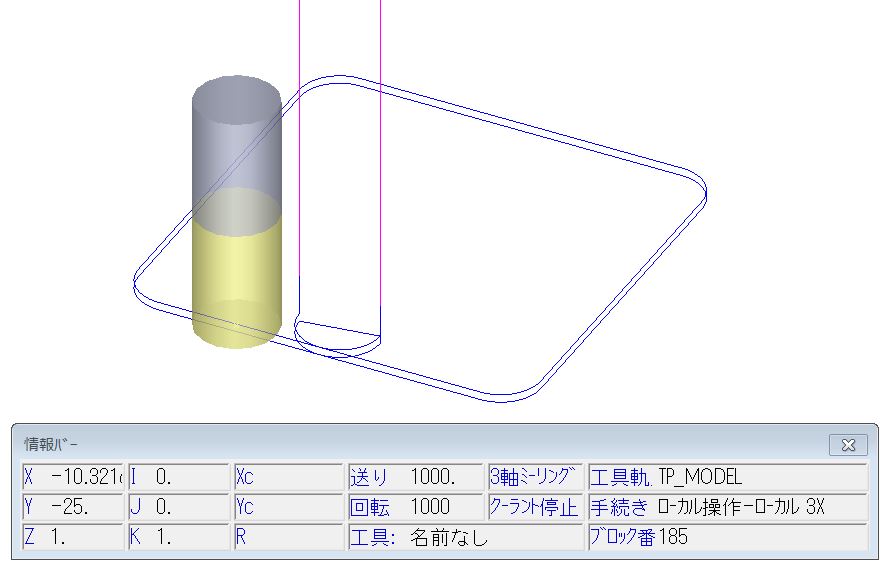 情報バー
X -10.321 I 0. Xc 送り 1000. 3軸ミーリング 工具軌. TP_MODEL
Y -25. J 0. Yc 回転 1000 クーラント停止 手続き ローカル操作-ローカル 3X
Z 1. K 1. R 工具: 名前なし ブロック番 185